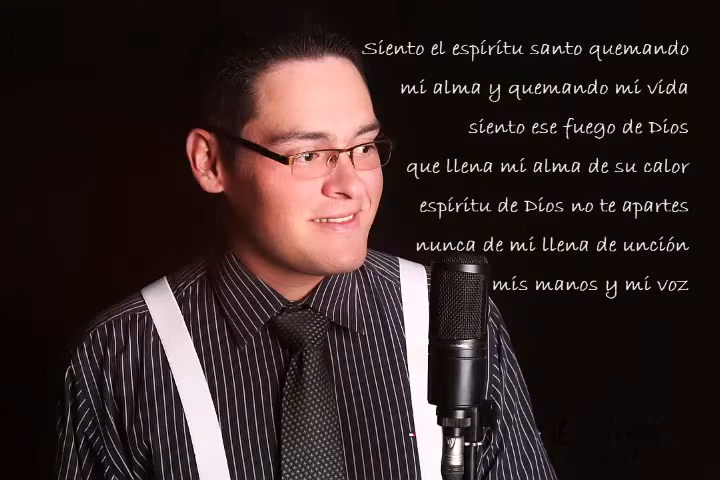 Siento el espíritu santo quemando
mi alma y quemando mi vida
siento ese fuego de Dios
que llena mi alma de su calor
espíritu de Dios no te apartes
nunca de mi llena de unción
mis manos y mi voz